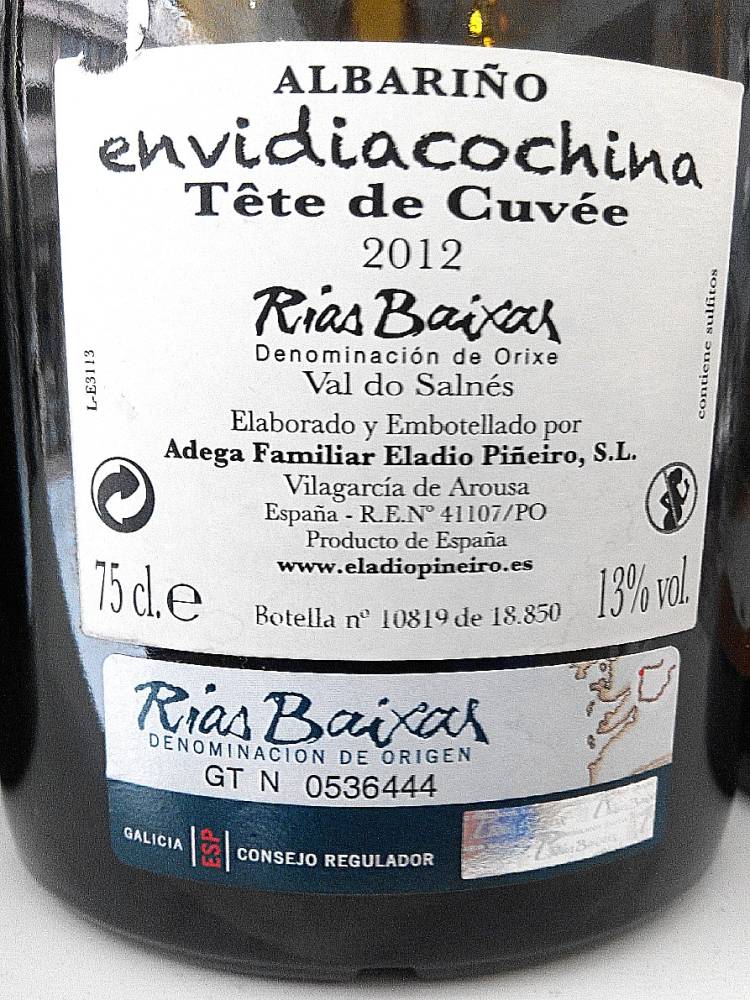 ALBARIÑO
envidiacochina
Tête de Cuvée
2012
Rías Baixas
Denominación de Orixe
Val do Salnés
L-E3113
contiene sulfitos
Elaborado y Embotellado por
Adega Familiar Eladio Piñeiro, S.L.
Vilagarcía de Arousa
España - R.E.Nº 41107/PO
Producto de España
www.eladiopineiro.es
75 cl. e
Botella nº 10819 de 18.850
13% vol.
Rías Baixas
DENOMINACION DE ORIGEN
GT N 0536444
GALICIA ESP CONSEJO REGULADOR